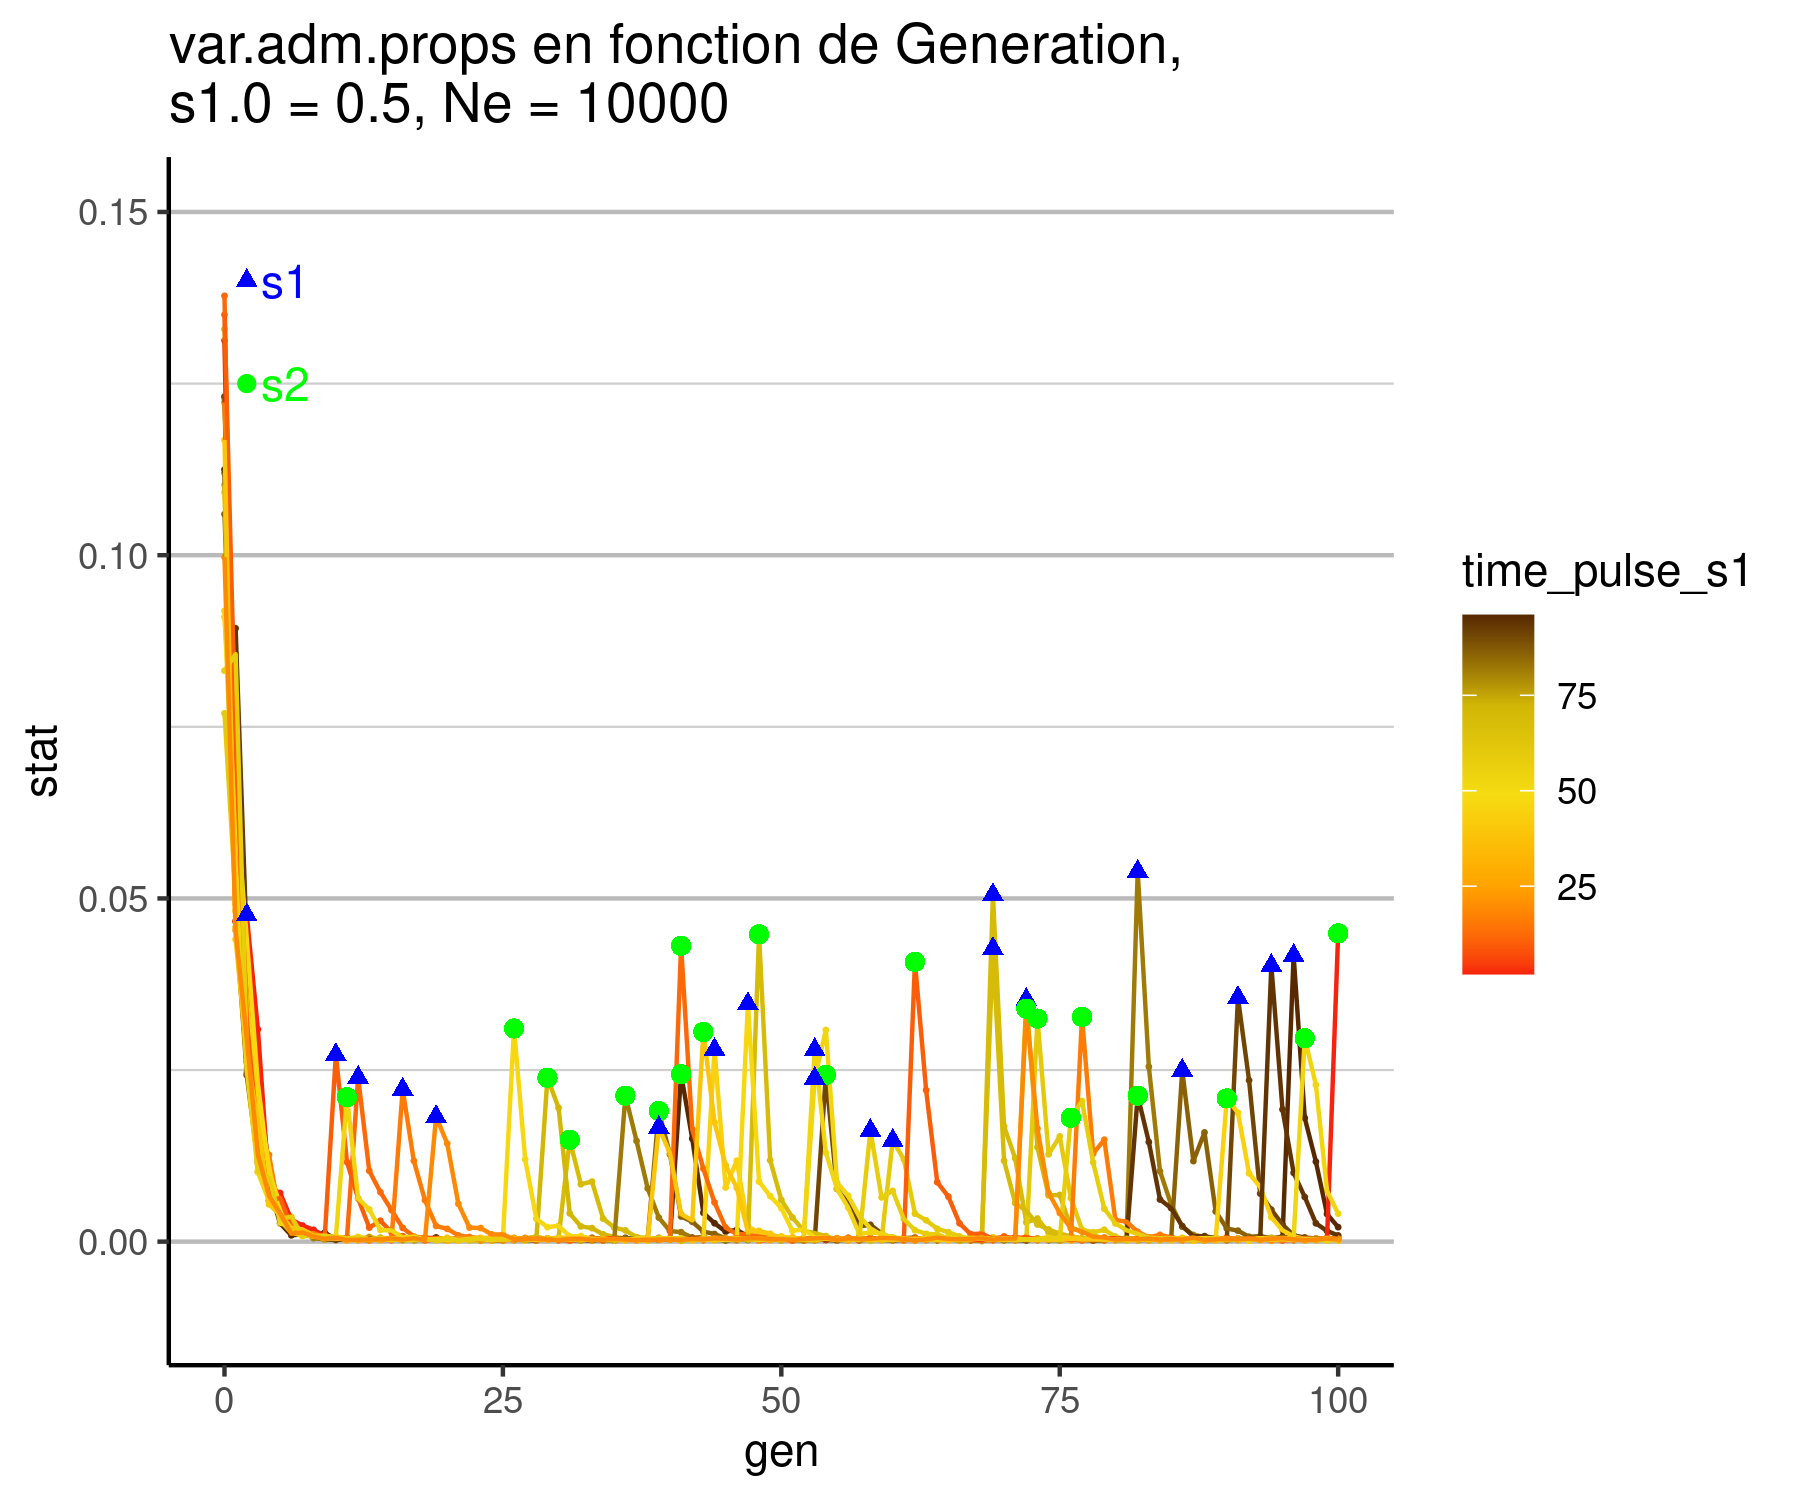 var.adm.props en fonction de Generation,
s1.0 = 0.5, Ne = 10000
0.15
s1
s2
0.10
0.05
0.00
stat
0
25
50
75
100
gen
time_pulse_s1
75
50
25